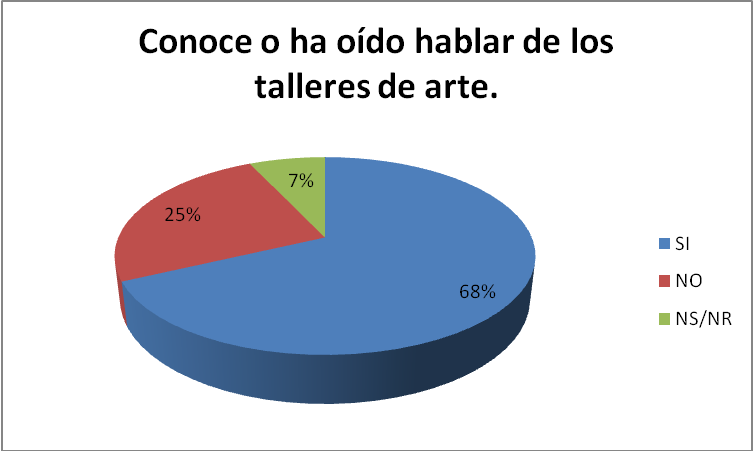 Conoce o ha oído hablar de los
talleres de arte.
7%
25%
68%
SI
NO
NS/NR